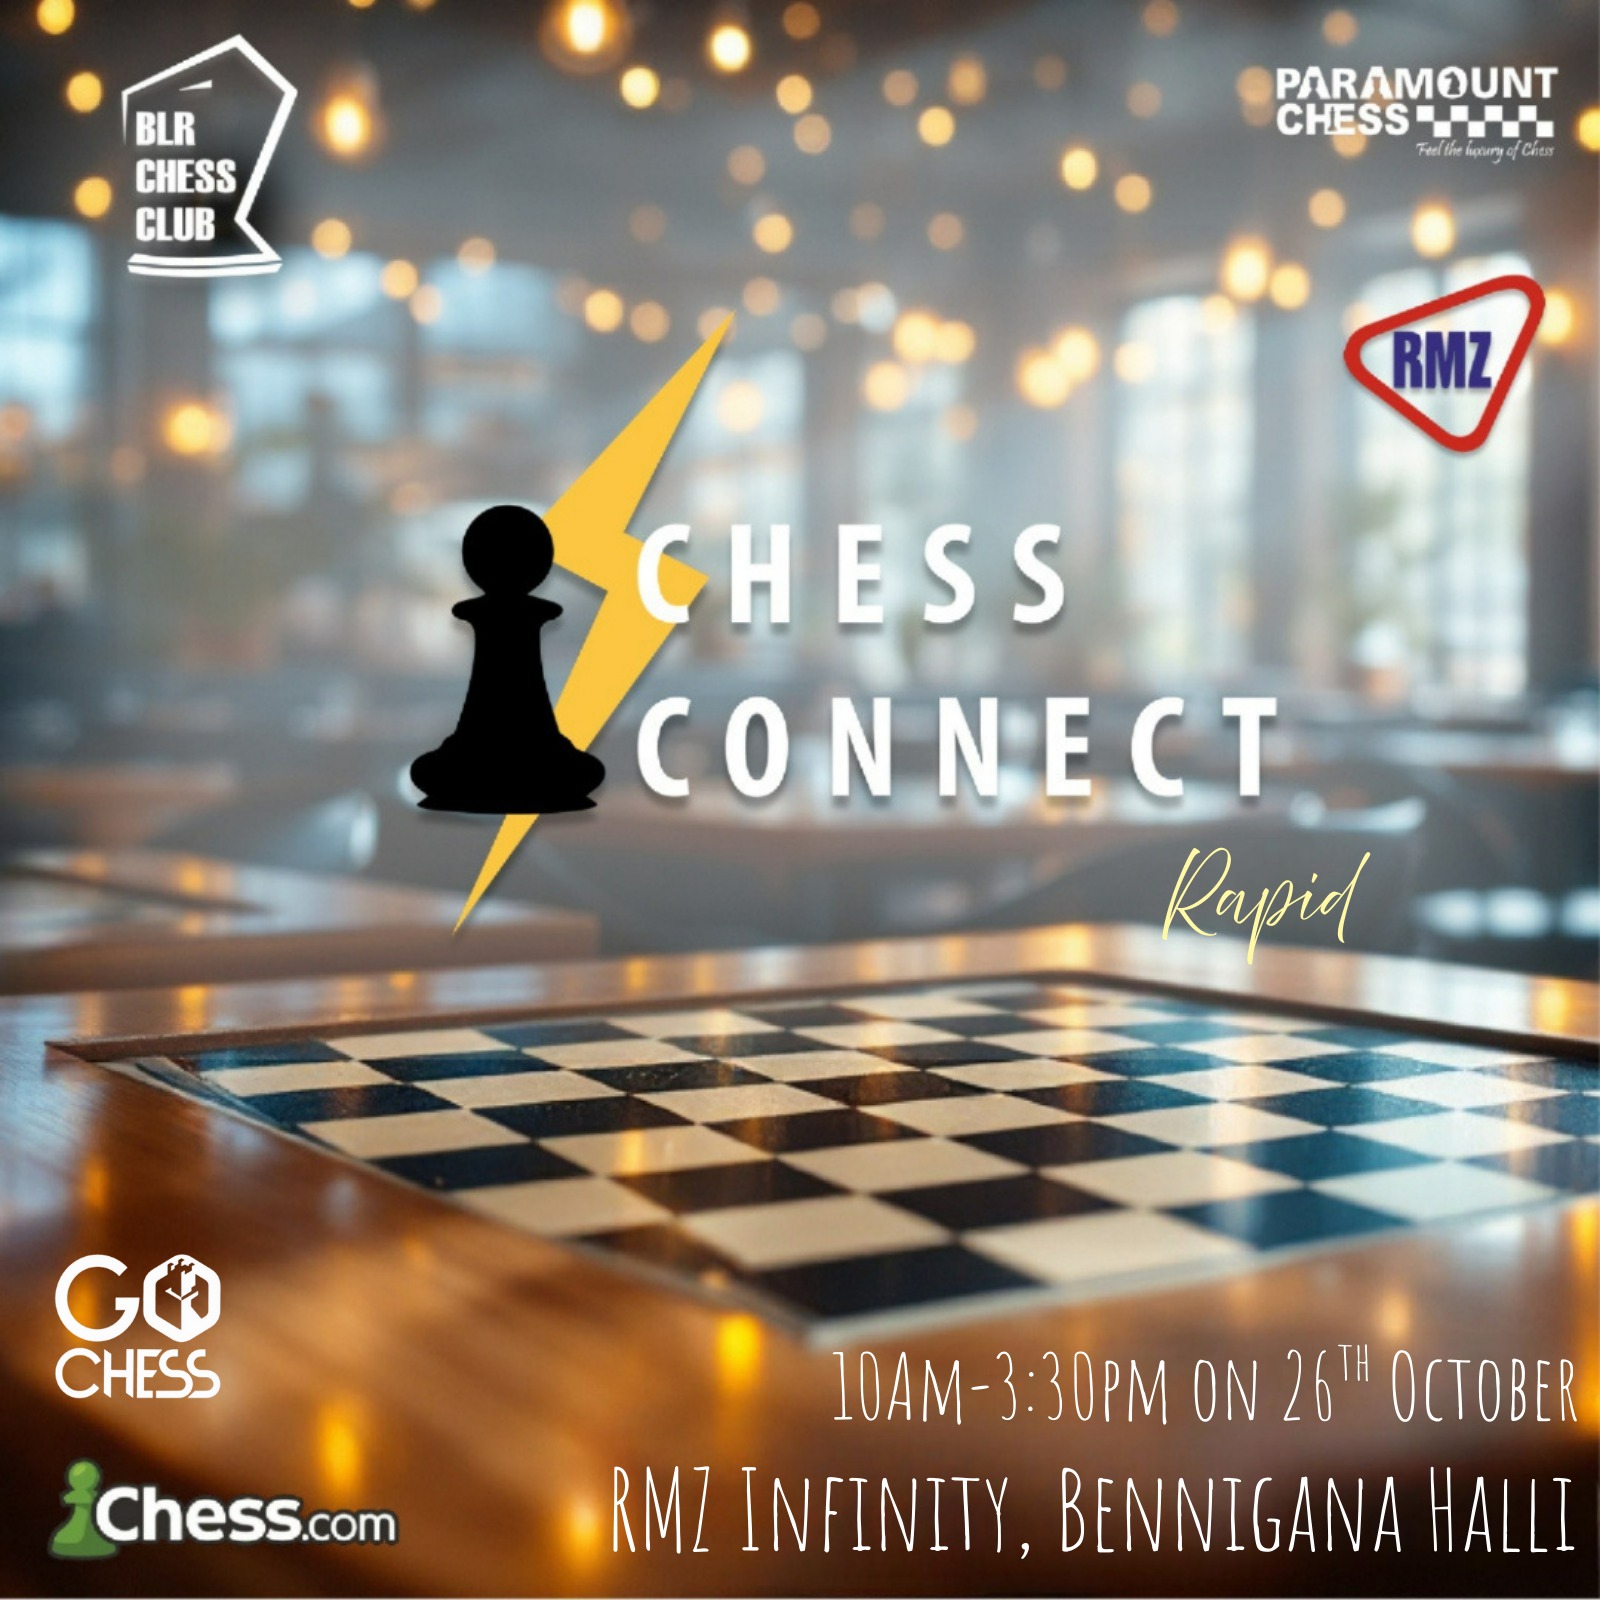 BLR
CHESS
CLUB
PARAMOUNT
CHESS
Feel the luxury of Chess
RMZ
CHESS
CONNECT
Rapid
GO
CHESS
Chess.com
10AM-3:30PM ON 26TH OCTOBER
RMZ INFINITY, BENNIGANA HALLI